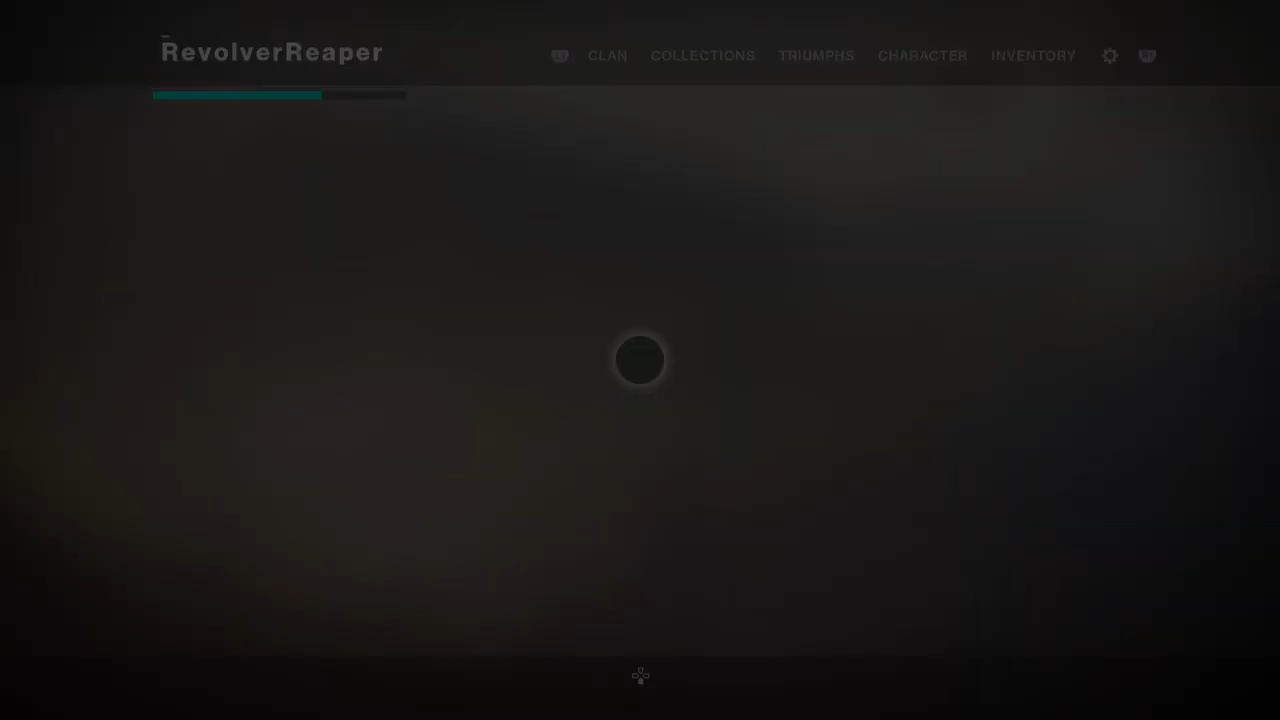 RevolverReaper
CLAN COLLECTIONS TRIUMPHS CHARACTER INVENTORY